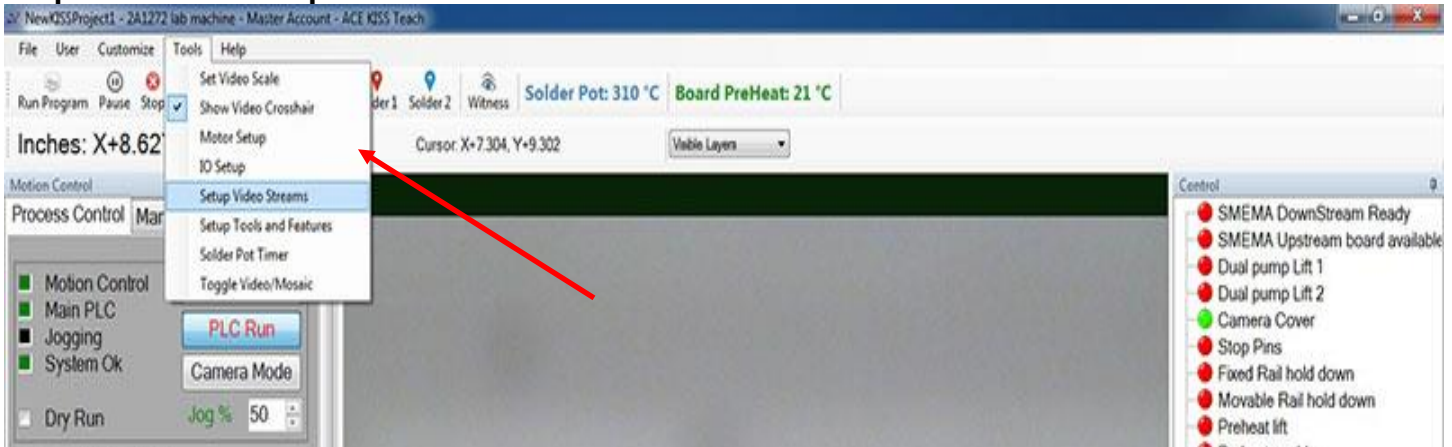 NewKISSProject1 - 2A1272 lab machine - Master Account - ACE KISS Teach
File User Customize Tools Help
Run Program Pause Stop
Solder 2 Witness Solder Pot: 310 °C Board PreHeat: 21 °C
Set Video Scale
Show Video Crosshair
Motor Setup
IO Setup
Setup Video Streams
Setup Tools and Features
Solder Pot Timer
Toggle Video/Mosaic
Inches: X+8.627
Cursor: X+7.304, Y+9.302 Visible Layers
Motion Control
Process Control Mar
Motion Control
Main PLC
Jogging
System Ok
Dry Run
PLC Run
Camera Mode
Jog % 50
Control
SMEMA DownStream Ready
SMEMA Upstream board available
Dual pump Lift 1
Dual pump Lift 2
Camera Cover
Stop Pins
Fixed Rail hold down
Movable Rail hold down
Preheat lift